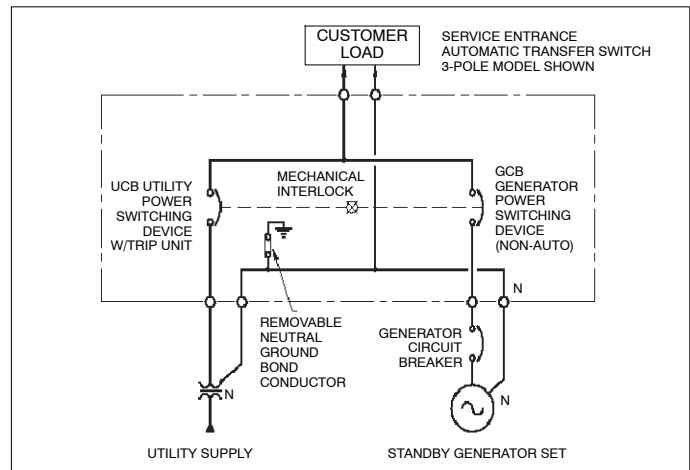 CUSTOMER
LOAD
SERVICE ENTRANCE
AUTOMATIC TRANSFER SWITCH
3-POLE MODEL SHOWN
UCB UTILITY
POWER
SWITCHING
DEVICE
W/TRIP UNIT
MECHANICAL
INTERLOCK
GCB
GENERATOR
POWER
SWITCHING
DEVICE
(NON-AUTO)
N
REMOVABLE
NEUTRAL
GROUND
BOND
CONDUCTOR
GENERATOR
CIRCUIT
BREAKER
N
N
UTILITY SUPPLY
STANDBY GENERATOR SET